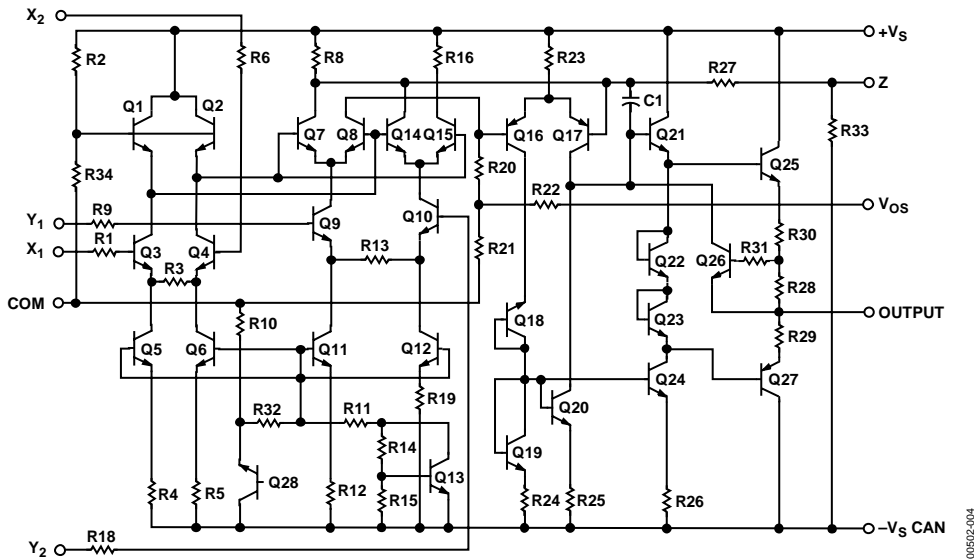 X2
R2
R6
R8
R16
R23
+VS
R27
Z
C1
Q1
Q2
Q7
Q8
Q14
Q15
Q16
Q17
Q21
R33
Q25
R34
R20
R22
VOS
Y1
R9
Q9
Q10
X1
R1
Q3
Q4
R3
R13
R21
R30
Q22
Q26
R31
R28
COM
R10
Q18
Q23
OUTPUT
R29
Q5
Q6
Q11
Q12
Q24
Q27
R19
Q20
R32
R11
R14
Q13
Q19
Q28
R4
R5
R12
R15
R24
R25
R26
–VS CAN
Y2
R18
00502-004